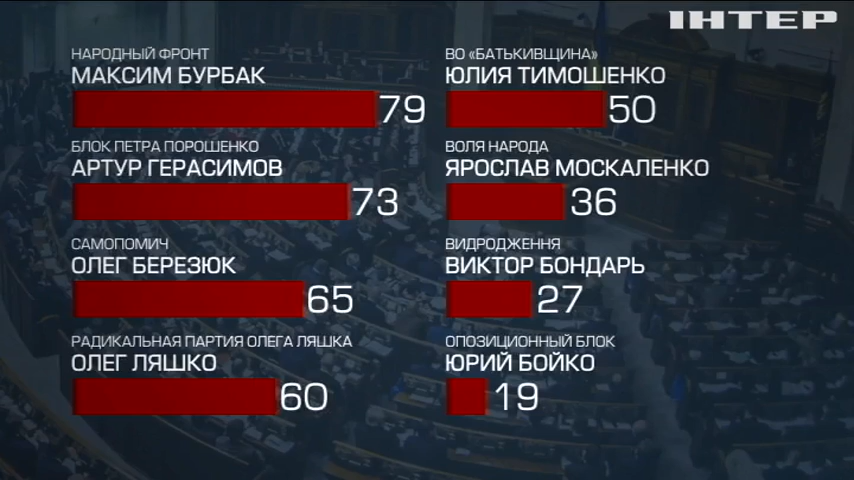 ІНТЕР
НАРОДНЫЙ ФРОНТ
МАКСИМ БУРБАК
79
БЛОК ПЕТРА ПОРОШЕНКО
АРТУР ГЕРАСИМОВ
73
САМОПОМИЧ
ОЛЕГ БЕРЕЗЮК
65
РАДИКАЛЬНАЯ ПАРТИЯ ОЛЕГА ЛЯШКА
ОЛЕГ ЛЯШКО
60
ВО «БАТЬКИВЩИНА»
ЮЛИЯ ТИМОШЕНКО
50
ВОЛЯ НАРОДА
ЯРОСЛАВ МОСКАЛЕНКО
36
ВИДРОДЖЕННЯ
ВИКТОР БОНДАРЬ
27
ОПОЗИЦИОННЫЙ БЛОК
ЮРИЙ БОЙКО
19